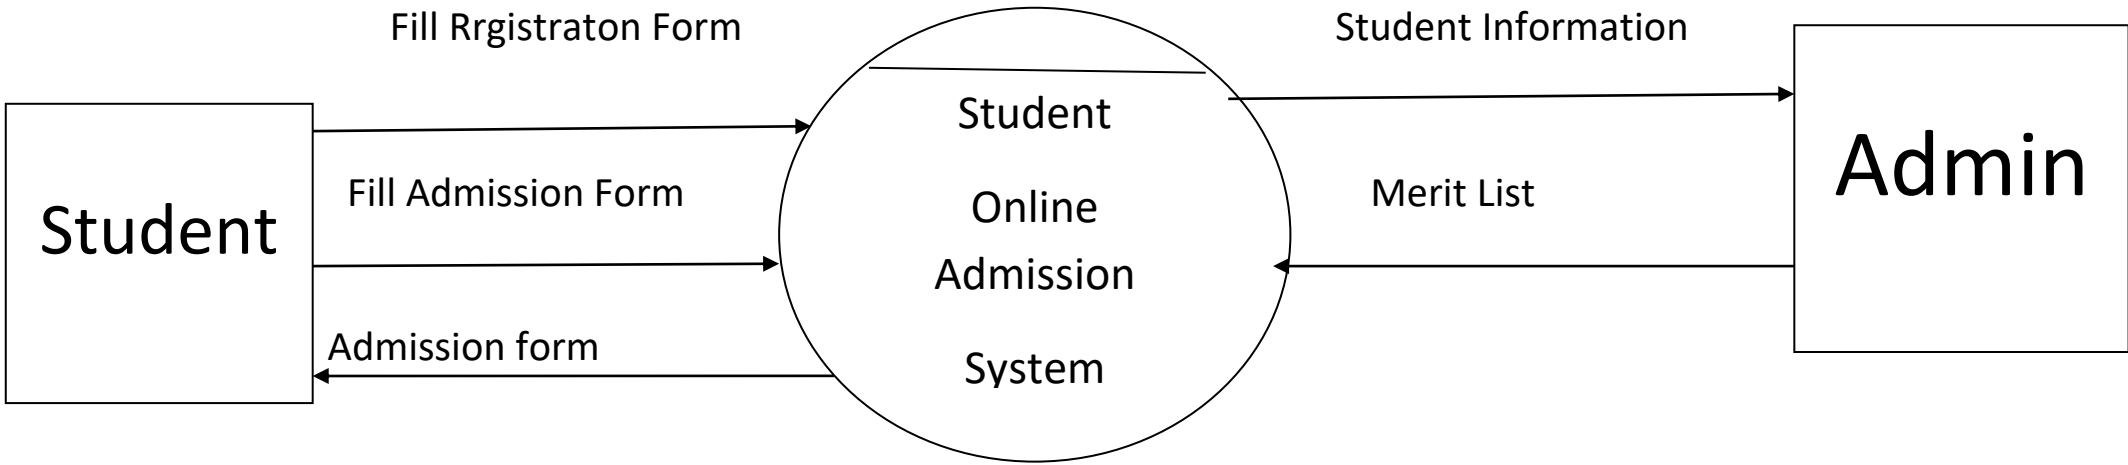 Fill Rrgistraton Form
Student Information
Student
Admin
Fill Admission Form
Merit List
Student
Online
Admission
Admission form
System